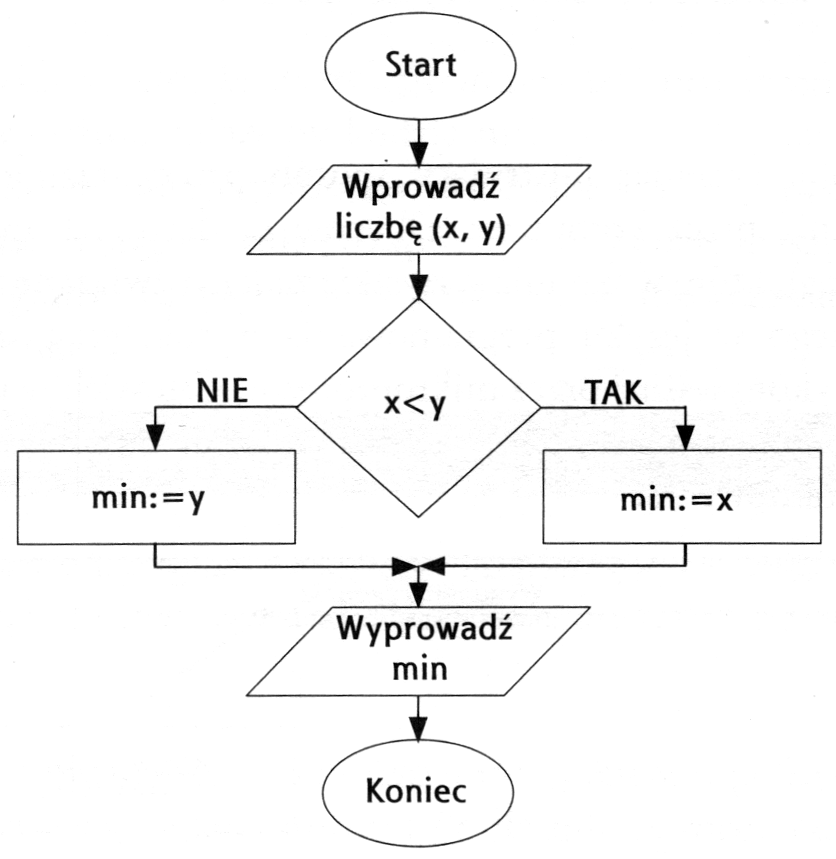 Start
Wprowadź
liczbę (x, y)
x<y
NIE
TAK
min:=y
min:=x
Wyprowadź
min
Koniec